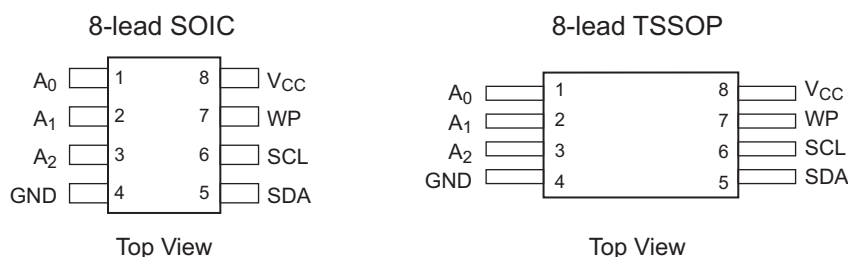 8-lead SOIC
A0 1 8 VCC
A1 2 7 WP
A2 3 6 SCL
GND 4 5 SDA
Top View
8-lead TSSOP
A0 1 8 VCC
A1 2 7 WP
A2 3 6 SCL
GND 4 5 SDA
Top View